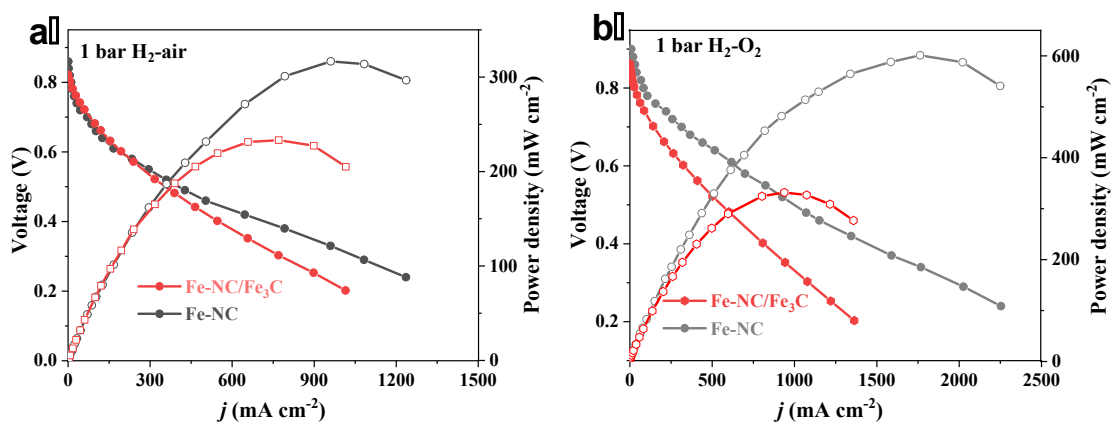 a
1 bar H₂-air
Voltage (V)
0.8
0.6
0.4
0.2
0.0
Fe-NC/Fe₃C
Fe-NC
0
300
600
900
1200
1500
j (mA cm⁻²)
300
200
100
0
Power density (mW cm⁻²)
b
1 bar H₂-O₂
Voltage (V)
0.8
0.6
0.4
0.2
Fe-NC/Fe₃C
Fe-NC
0
500
1000
1500
2000
2500
j (mA cm⁻²)
600
500
400
300
200
100
0
Power density (mW cm⁻²)